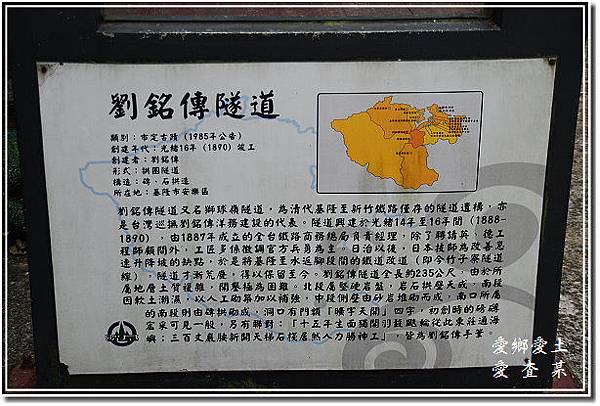 劉銘傳隧道
類別：市定古蹟 (1985年公告)
創建年代：光緒16年 (1890) 竣工
創建者：劉銘傳
形式：拱圈隧道
構造：磚、石拱造
所在地：基隆市安樂區
劉銘傳隧道又名獅球嶺隧道，為清代基隆至新竹鐵路僅存的隧道遺構，亦
是台灣巡撫劉銘傳洋務建設的代表。隧道興建於光緒14年至16年間 (1888-
1890)，由1887年成立的全台鐵路商務總局負責經理，除了聘請英、德工
程師顧問外，工匠多係徵調官方兵勇為主。日治以後，日本技師為改善急
速升降坡的缺點，於是將基隆至水返腳段間的鐵道改道 (即今竹子寮隧道
線)，隧道才漸荒廢，得以保留至今。劉銘傳隧道全長約235公尺，由於所
屬地層土質複雜，開鑿極為困難。北段屬堅硬岩盤，岩石拱壁天成；南段
因軟土潮濕，以人工砌築加以補強，中段側壁由砂岩堆砌而成，南口所屬
的南段則由磚拱砌成。洞口有門額「曠宇天開」四字，初創時的磅礡
宏采可見一般，另有聯對：「十五年生面獨開羽轂飆輪從此東莊通海
嶼；三百丈巖腰新闢天梯石棧居然人力勝神工」，皆為劉銘傳手筆。
愛鄉愛土
愛查某